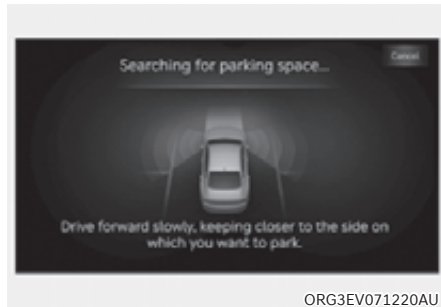 Cancel
Searching for parking space...
Drive forward slowly, keeping closer to the side on
which you want to park.
ORG3EV071220AU